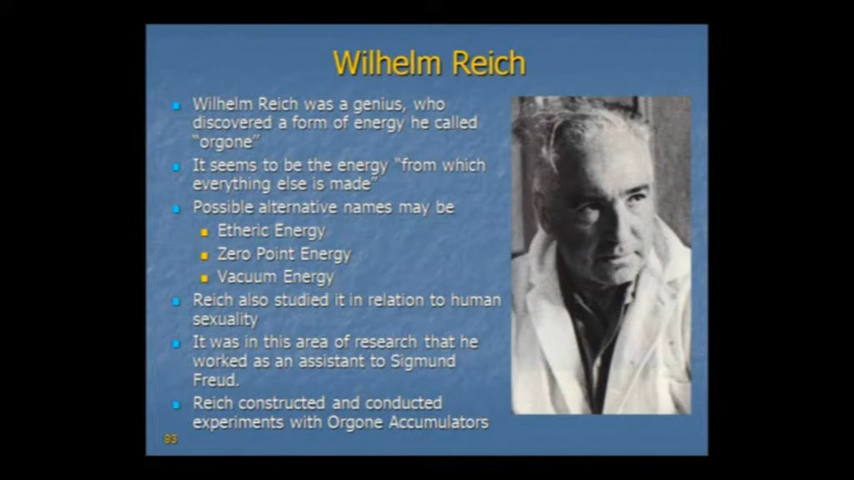 Wilhelm Reich
Wilhelm Reich was a genius, who
discovered a form of energy he called
"orgone"
It seems to be the energy "from which
everything else is made"
Possible alternative names may be
Etheric Energy
Zero Point Energy
Vacuum Energy
Reich also studied it in relation to human
sexuality
It was in this area of research that he
worked as an assistant to Sigmund
Freud.
Reich constructed and conducted
experiments with Orgone Accumulators
93